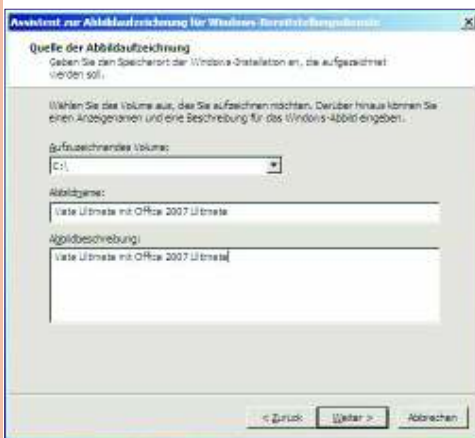 Assistent zur Abbildaufzeichnung für Windows-Bereitstellungsdienste
Quelle der Abbildaufzeichnung
Geben Sie den Speicherort der Windows-Installation an, die aufgezeichnet
werden soll.
Wählen Sie das Volume aus, das Sie aufzeichnen möchten. Darüber hinaus können Sie
einen Anzeigenamen und eine Beschreibung für das Windows-Abbild eingeben.
Aufzuzeichnendes Volume:
C:\
Abbildname:
Vista Ultimate mit Office 2007 Ultimate
Abbildbeschreibung:
Vista Ultimate mit Office 2007 Ultimate
< Zurück Weiter > Abbrechen